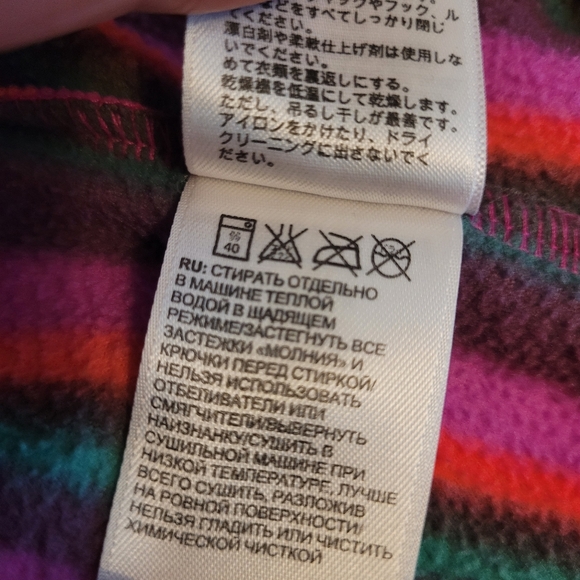 ください。
漂白剤や柔軟仕上げ剤は使用しな
いでください。
めて衣類を裏返しにする。
乾燥機を低温にして乾燥します。
ただし、吊るし干しが最善です。
アイロンをかけたり、ドライ
クリーニングに出さないでく
ださい。
40
RU: СТИРАТЬ ОТДЕЛЬНО
В МАШИНЕ ТЕПЛОЙ
ВОДОЙ В ЩАДЯЩЕМ
РЕЖИМЕ/ЗАСТЕГНУТЬ ВСЕ
ЗАСТЕЖКИ «МОЛНИЯ» И
КРЮЧКИ ПЕРЕД СТИРКОЙ/
НЕЛЬЗЯ ИСПОЛЬЗОВАТЬ
ОТБЕЛИВАТЕЛИ ИЛИ
СМЯГЧИТЕЛИ/ВЫВЕРНУТЬ
НАИЗНАНКУ/СУШИТЬ В
СУШИЛЬНОЙ МАШИНЕ ПРИ
НИЗКОЙ ТЕМПЕРАТУРЕ, ЛУЧШЕ
ВСЕГО СУШИТЬ, РАЗЛОЖИВ
НА РОВНОЙ ПОВЕРХНОСТИ/
НЕЛЬЗЯ ГЛАДИТЬ ИЛИ ЧИСТИТЬ
ХИМИЧЕСКОЙ ЧИСТКОЙ